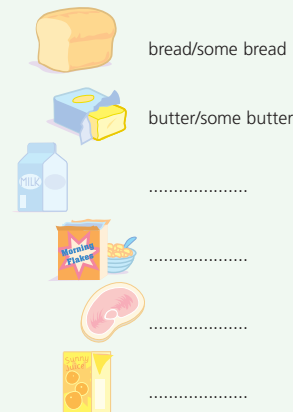 bread/some bread
butter/some butter
MILK
....................
Morning
Flakes
....................
....................
Sunny
Juice
....................